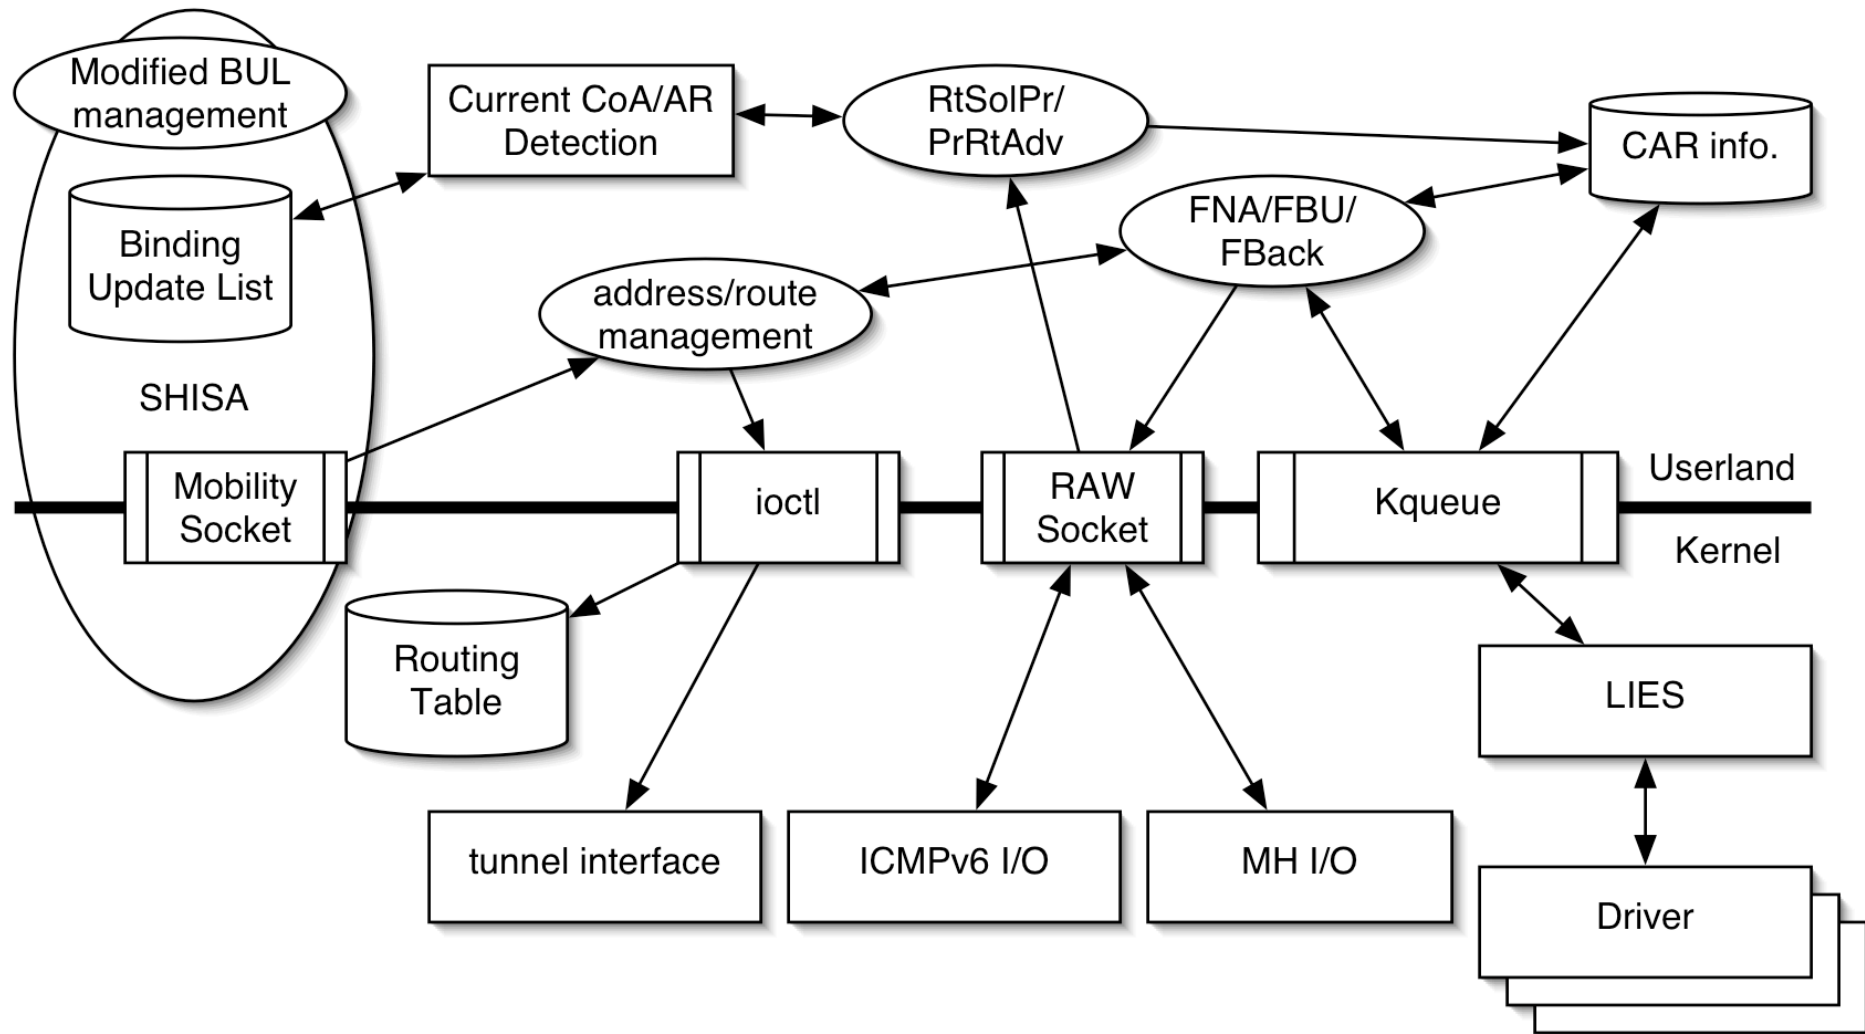 Modified BUL
management
Current CoA/AR
Detection
RtSolPr/
PrRtAdv
CAR info.
Binding
Update List
FNA/FBU/
FBack
address/route
management
SHISA
Mobility
Socket
ioctl
RAW
Socket
Kqueue
Userland
Kernel
Routing
Table
LIES
tunnel interface
ICMPv6 I/O
MH I/O
Driver